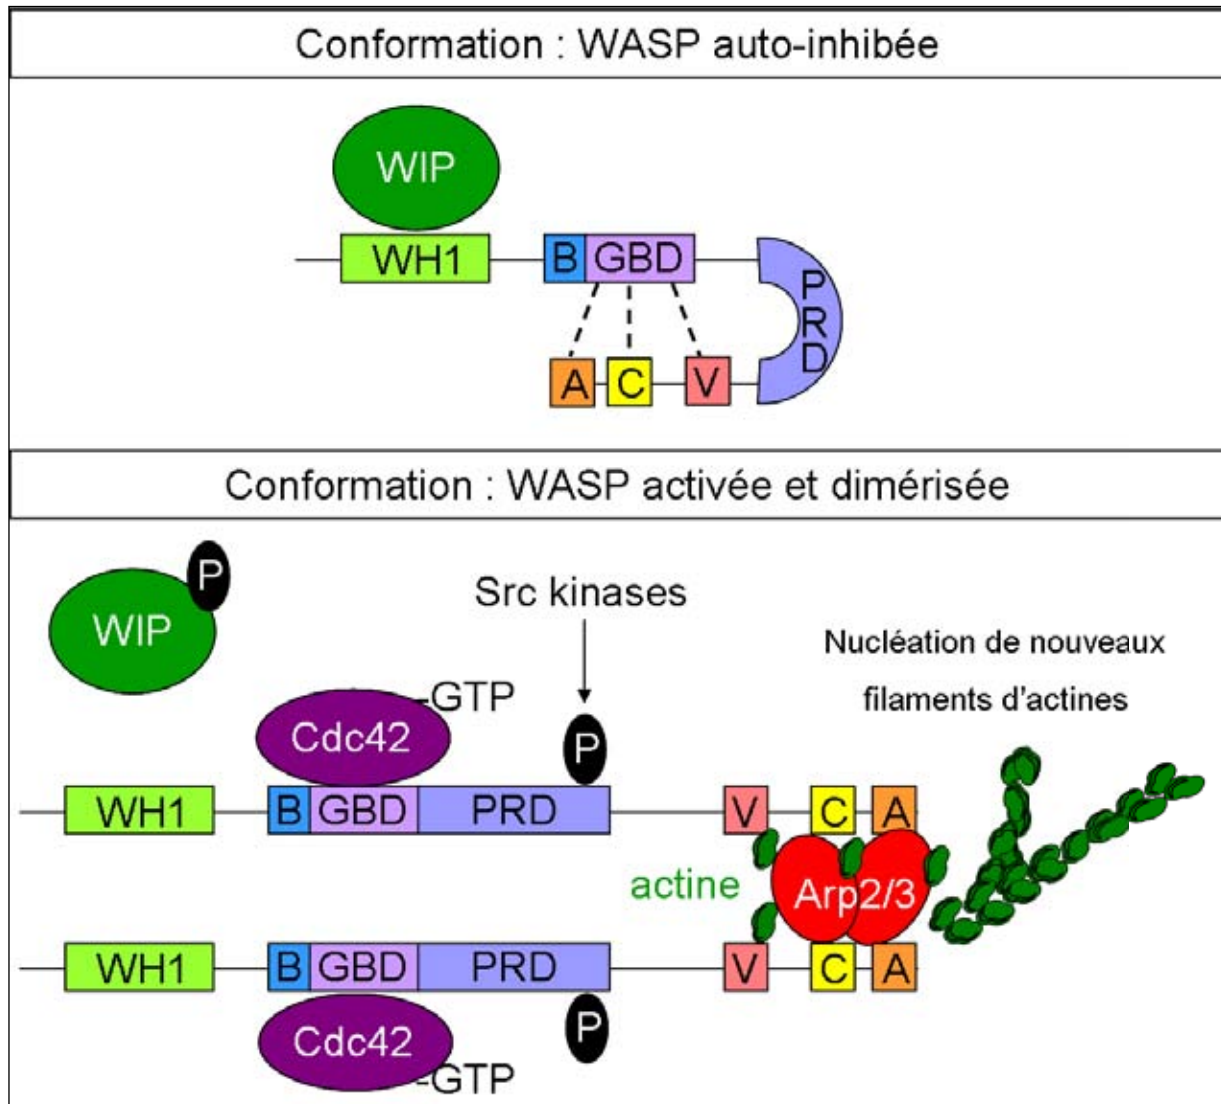 Conformation : WASP auto-inhibée
WIP
WH1
B GBD
PRD
A C V
Conformation : WASP activée et dimérisée
P
WIP
Src kinases
Nucléation de nouveaux
filaments d'actines
-GTP
Cdc42
P
WH1 B GBD PRD V C A
actine
Arp2/3
WH1 B GBD PRD V C A
P
Cdc42
-GTP